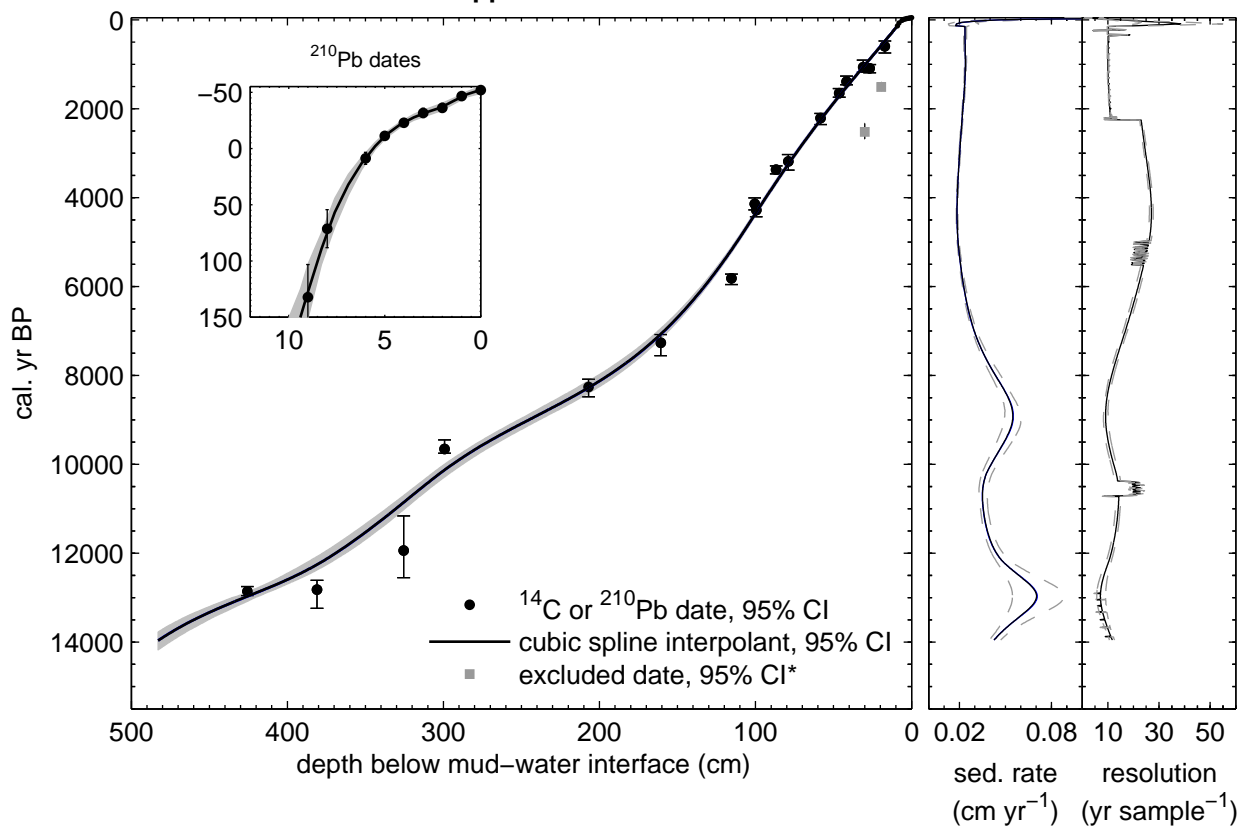 0
2000
4000
6000
8000
10000
12000
14000
cal. yr BP
500 400 300 200 100 0
depth below mud−water interface (cm)
²¹⁰Pb dates
−50
0
50
100
150
10 5 0
¹⁴C or ²¹⁰Pb date, 95% CI
cubic spline interpolant, 95% CI
excluded date, 95% CI*
0.02 0.08
sed. rate
(cm yr⁻¹)
10 30 50
resolution
(yr sample⁻¹)